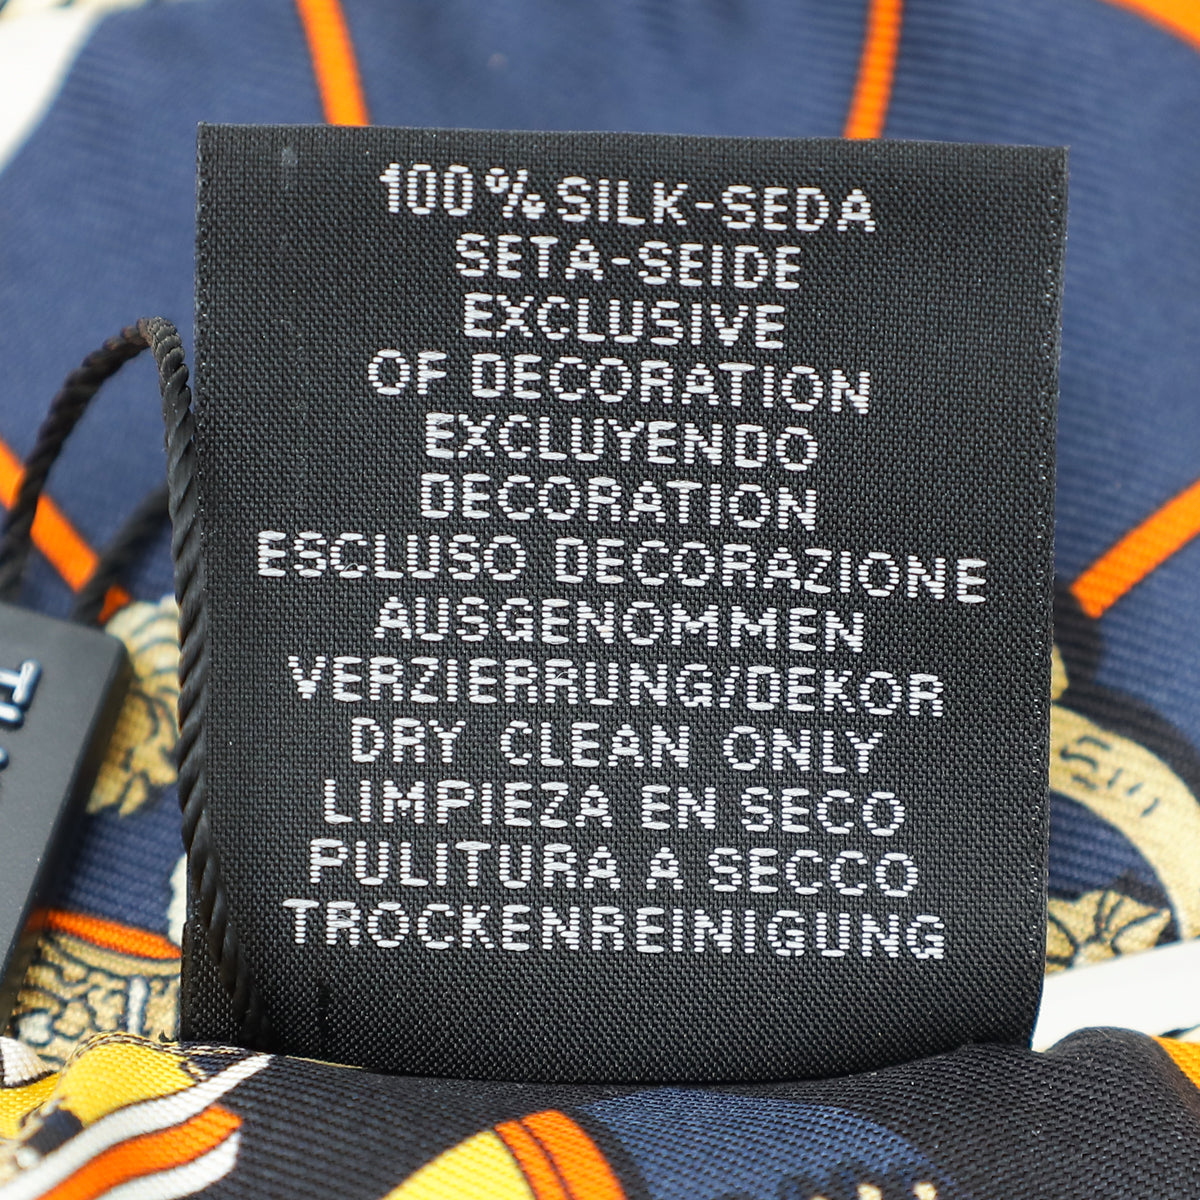 100% SILK-SEDA
SETA-SEIDE
EXCLUSIVE
OF DECORATION
EXCLUYENDO
DECORATION
ESCLUSO DECORAZIONE
AUSGENOMMEN
VERZIERRUNG/DEKOR
DRY CLEAN ONLY
LIMPIEZA EN SECO
PULITURA A SECCO
TROCKENREINIGUNG